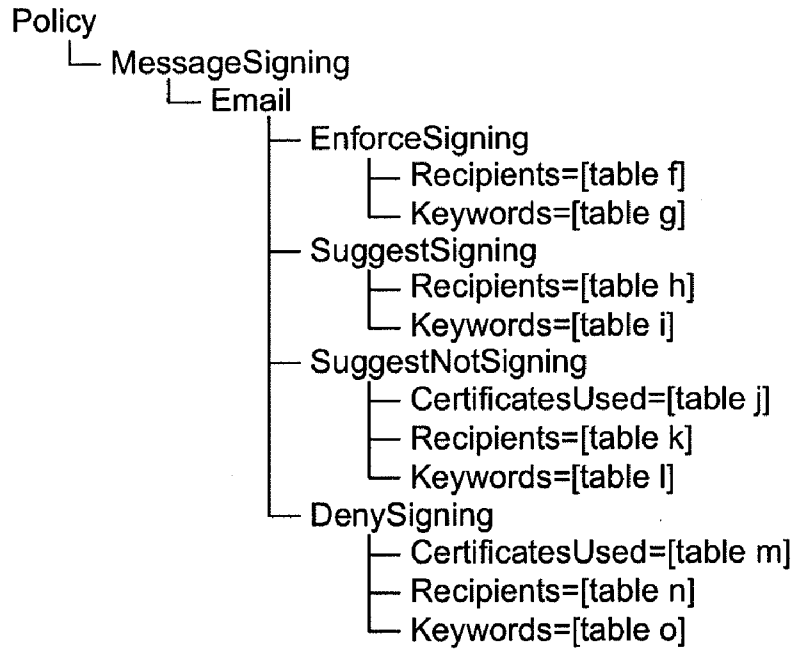 Policy
MessageSigning
Email
EnforceSigning
Recipients=[table f]
Keywords=[table g]
SuggestSigning
Recipients=[table h]
Keywords=[table i]
SuggestNotSigning
CertificatesUsed=[table j]
Recipients=[table k]
Keywords=[table l]
DenySigning
CertificatesUsed=[table m]
Recipients=[table n]
Keywords=[table o]